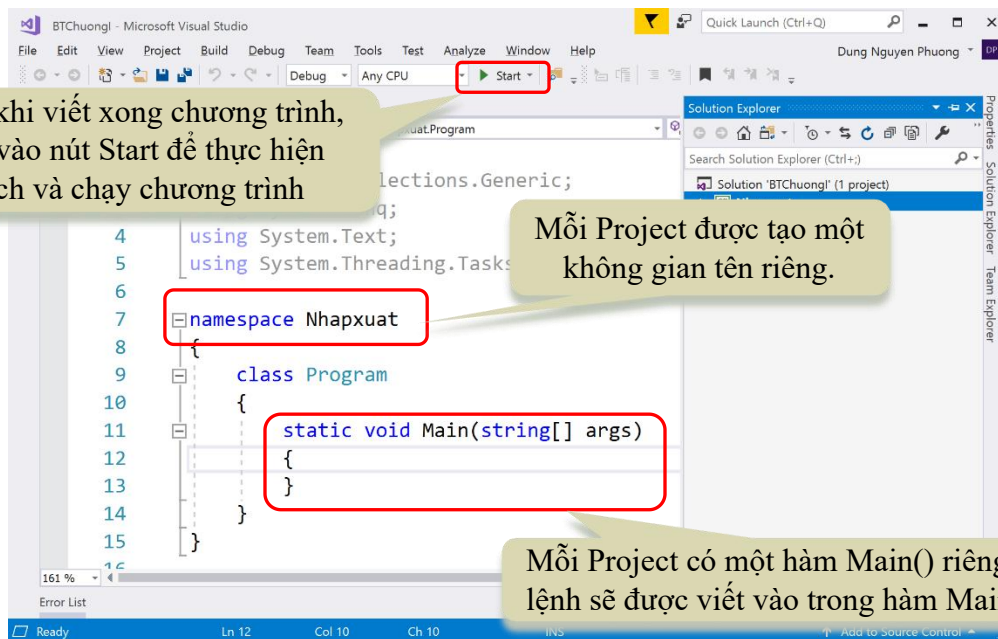 BTChuongI - Microsoft Visual Studio
Quick Launch (Ctrl+Q)
File Edit View Project Build Debug Team Tools Test Analyze Window Help
Dung Nguyen Phuong DP
Debug Any CPU Start
khi viết xong chương trình,
vào nút Start để thực hiện
ch và chạy chương trình
uat.Program
Solution Explorer
Search Solution Explorer (Ctrl+;)
Solution 'BTChuongI' (1 project)
Properties Solution Explorer Team Explorer
lections.Generic;
q;
4 using System.Text;
5 using System.Threading.Tasks
Mỗi Project được tạo một
không gian tên riêng.
6
7 namespace Nhapxuat
8 {
9 class Program
10 {
11 static void Main(string[] args)
12 {
13 }
14 }
15 }
16
Mỗi Project có một hàm Main() riêng
lệnh sẽ được viết vào trong hàm Mai
161 %
Error List
Ready Ln 12 Col 10 Ch 10 INS Add to Source Control